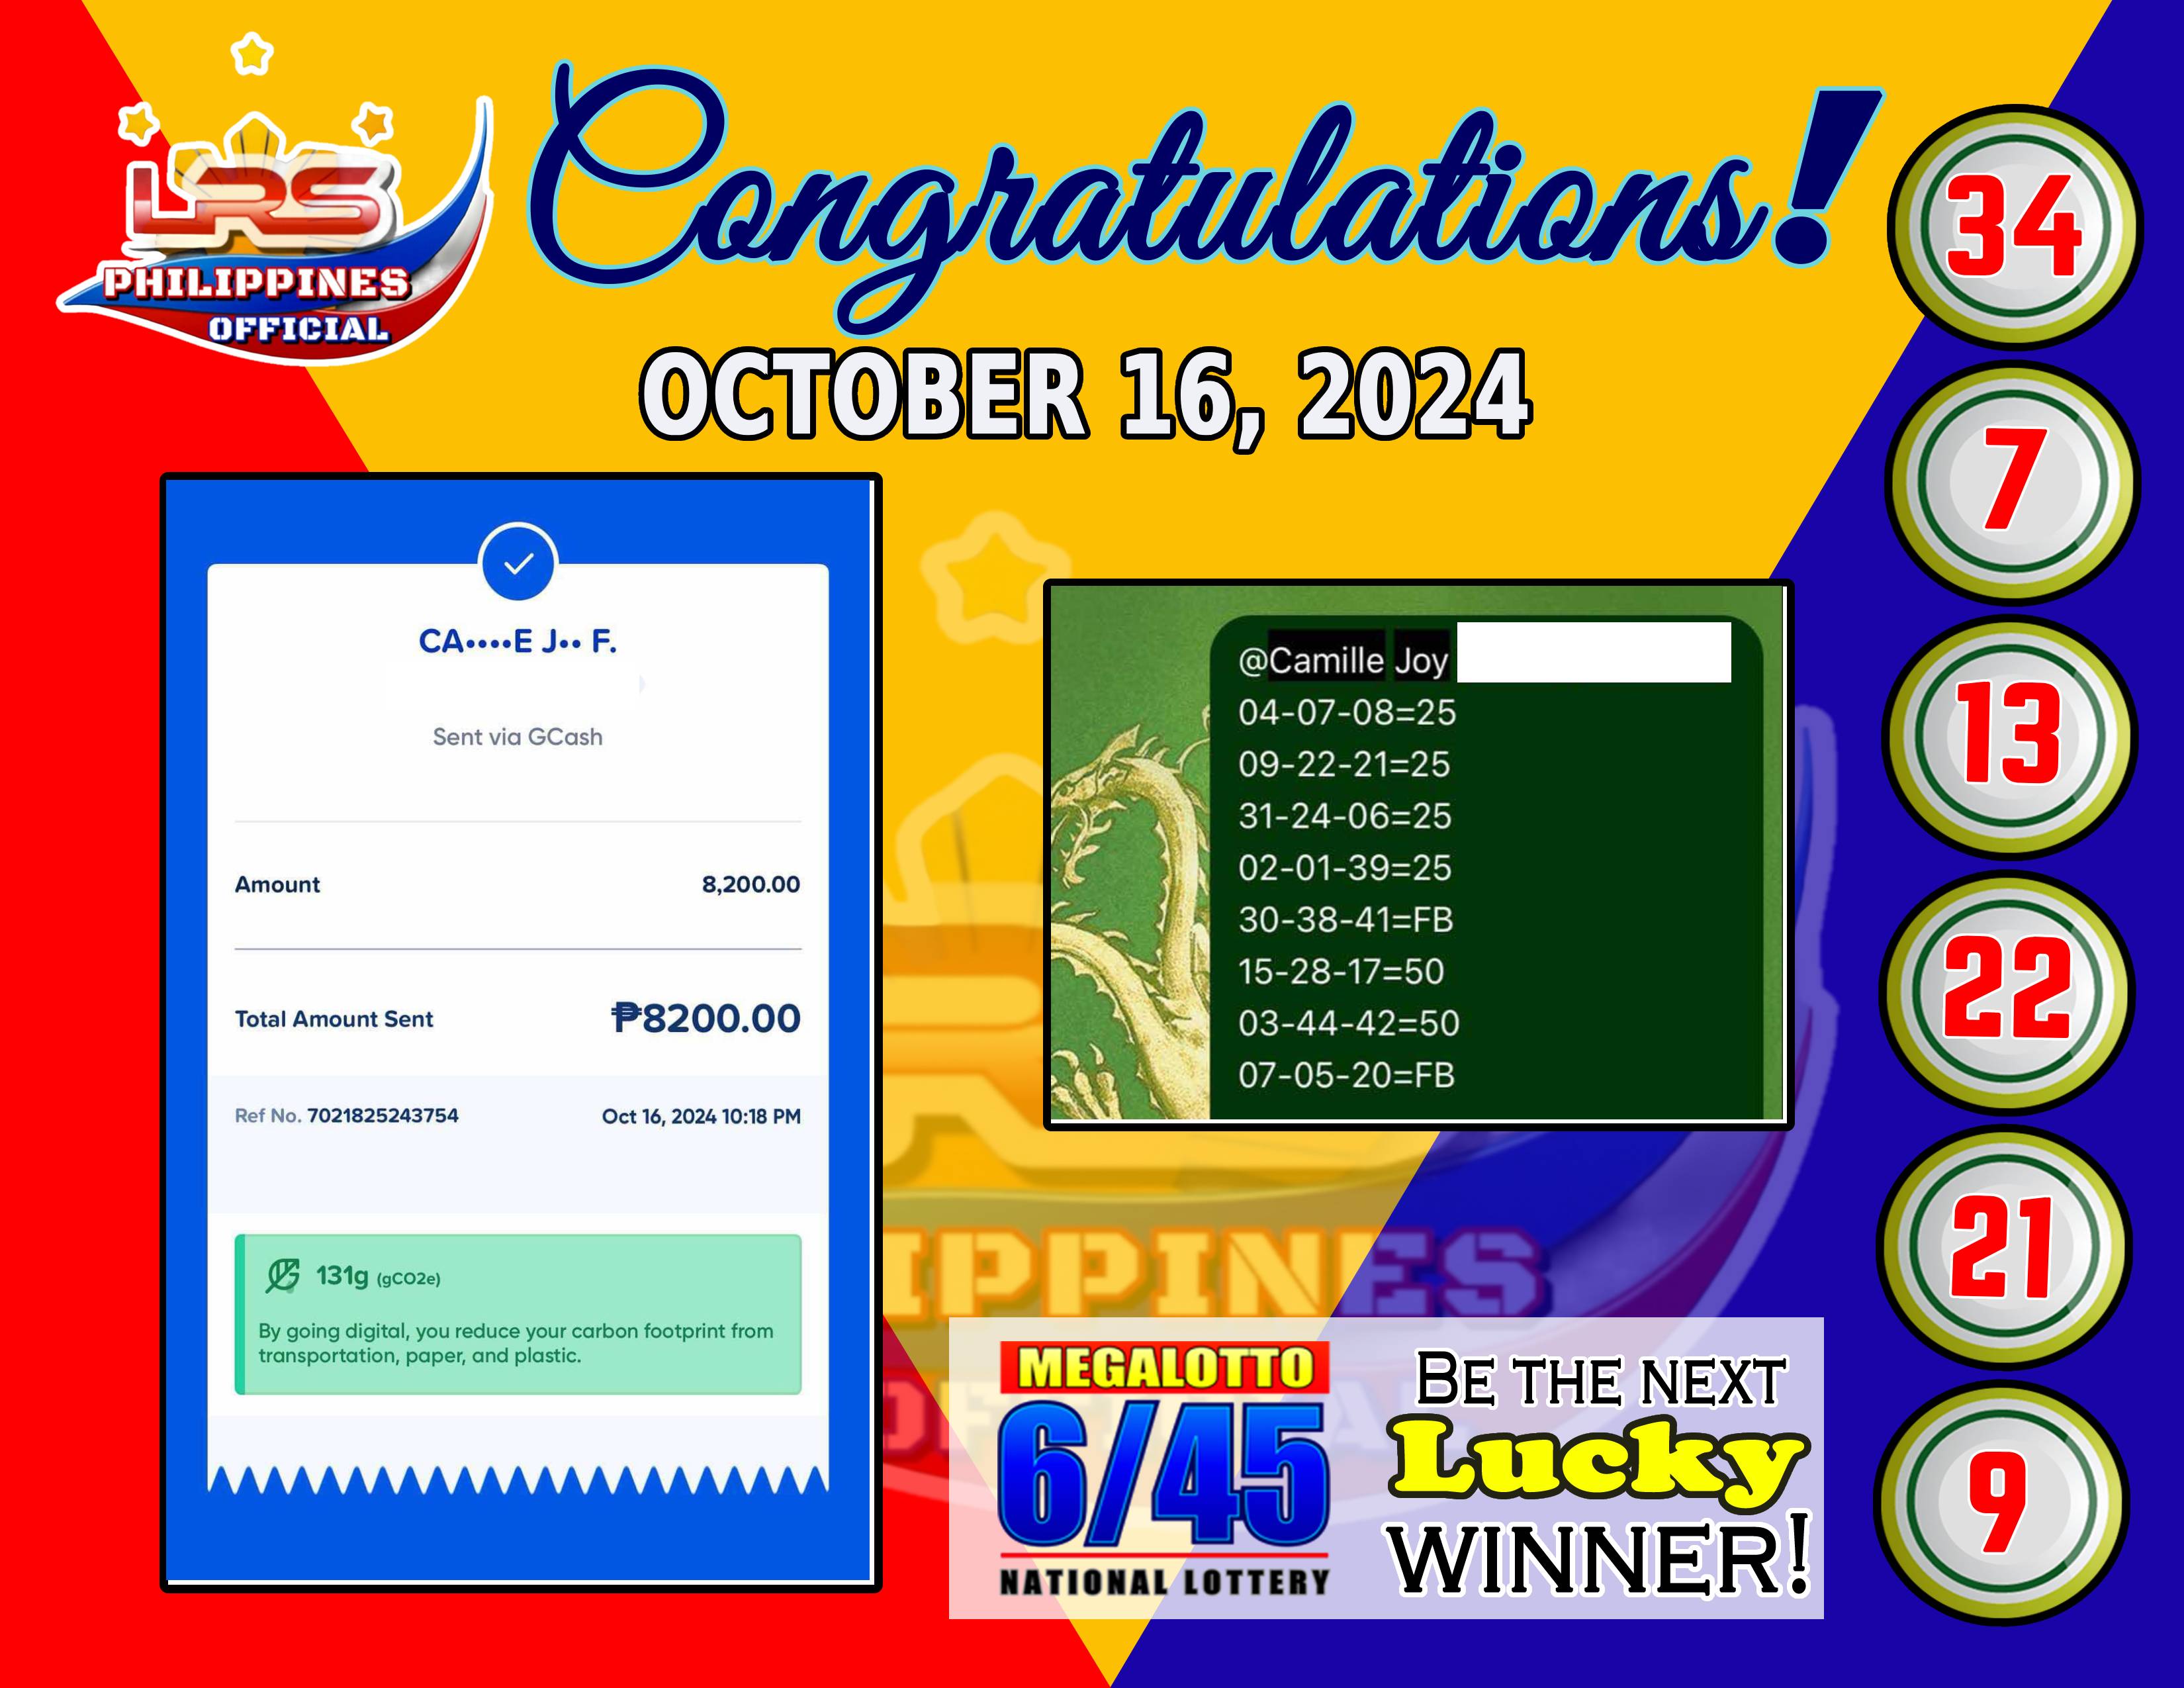 LRS
PHILIPPINES
OFFICIAL
Congratulations!
OCTOBER 16, 2024
CA••••E J•• F.
Sent via GCash
Amount 8,200.00
Total Amount Sent ₱8200.00
Ref No. 7021825243754 Oct 16, 2024 10:18 PM
131g (gCO2e)
By going digital, you reduce your carbon footprint from
transportation, paper, and plastic.
@Camille Joy
04-07-08=25
09-22-21=25
31-24-06=25
02-01-39=25
30-38-41=FB
15-28-17=50
03-44-42=50
07-05-20=FB
IPPINES
MEGALOTTO
6/45
NATIONAL LOTTERY
BE THE NEXT
Lucky
WINNER!
34
7
13
22
21
9